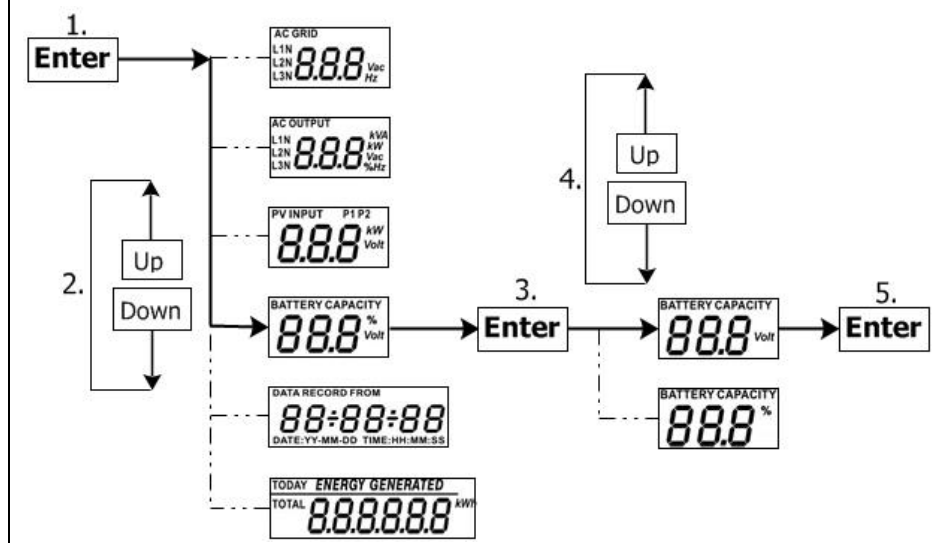 1.
Enter
AC GRID
L1N
L2N
L3N
8.8.8
Vac
Hz
AC OUTPUT
L1N
L2N
L3N
8.8.8
kVA
kW
Vac
%Hz
PV INPUT P1 P2
8.8.8
kW
Volt
2.
Up
Down
BATTERY CAPACITY
88.8
%
Volt
3.
Enter
4.
Up
Down
BATTERY CAPACITY
88.8
Volt
5.
Enter
BATTERY CAPACITY
88.8
%
DATA RECORD FROM
88:88:88
DATE:YY-MM-DD TIME:HH:MM:SS
TODAY ENERGY GENERATED
TOTAL 8.8.8.8.8.8 kWh